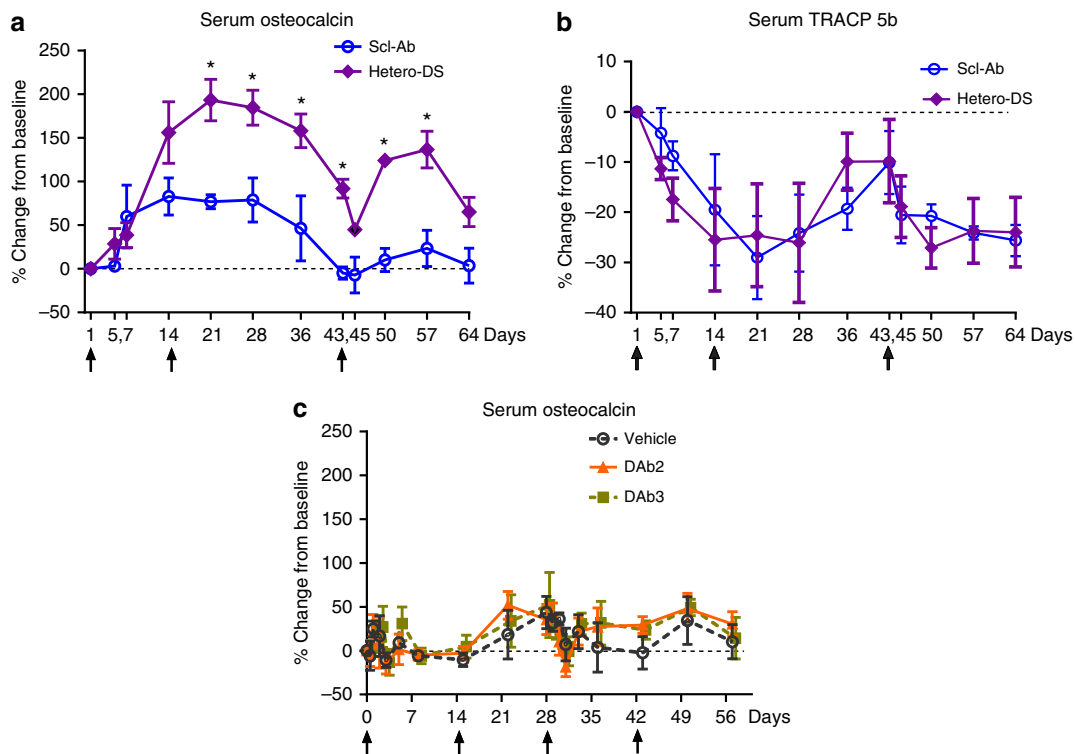 a
Serum osteocalcin
250
200
150
100
50
0
−50
% Change from baseline
Scl-Ab
Hetero-DS
*
*
*
*
*
*
1 5,7 14 21 28 36 43,45 50 57 64 Days
b
Serum TRACP 5b
10
0
−10
−20
−30
−40
% Change from baseline
Scl-Ab
Hetero-DS
1 5,7 14 21 28 36 43,45 50 57 64 Days
c
Serum osteocalcin
250
200
150
100
50
0
−50
% Change from baseline
Vehicle
DAb2
DAb3
0 7 14 21 28 35 42 49 56 Days